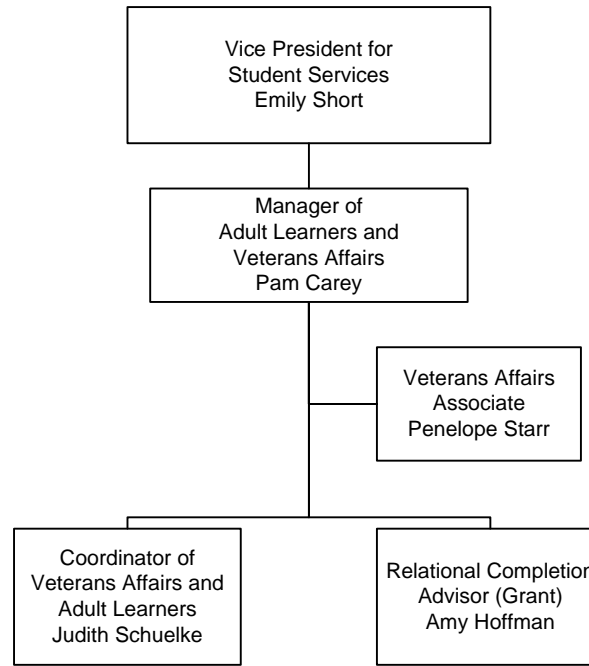 Vice President for
Student Services
Emily Short
Manager of
Adult Learners and
Veterans Affairs
Pam Carey
Veterans Affairs
Associate
Penelope Starr
Coordinator of
Veterans Affairs and
Adult Learners
Judith Schuelke
Relational Completion
Advisor (Grant)
Amy Hoffman